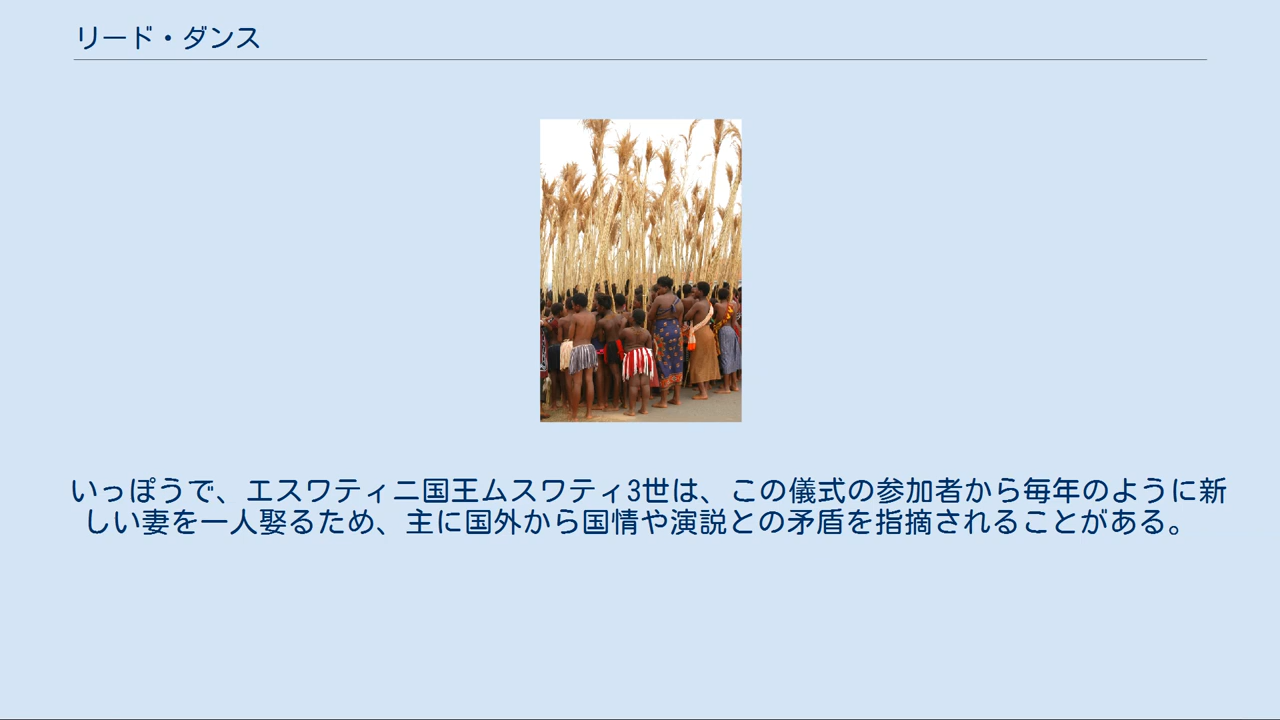 リード・ダンス
いっぽうで、エスワティニ国王ムスワティ3世は、この儀式の参加者から毎年のように新
しい妻を一人娶るため、主に国外から国情や演説との矛盾を指摘されることがある。